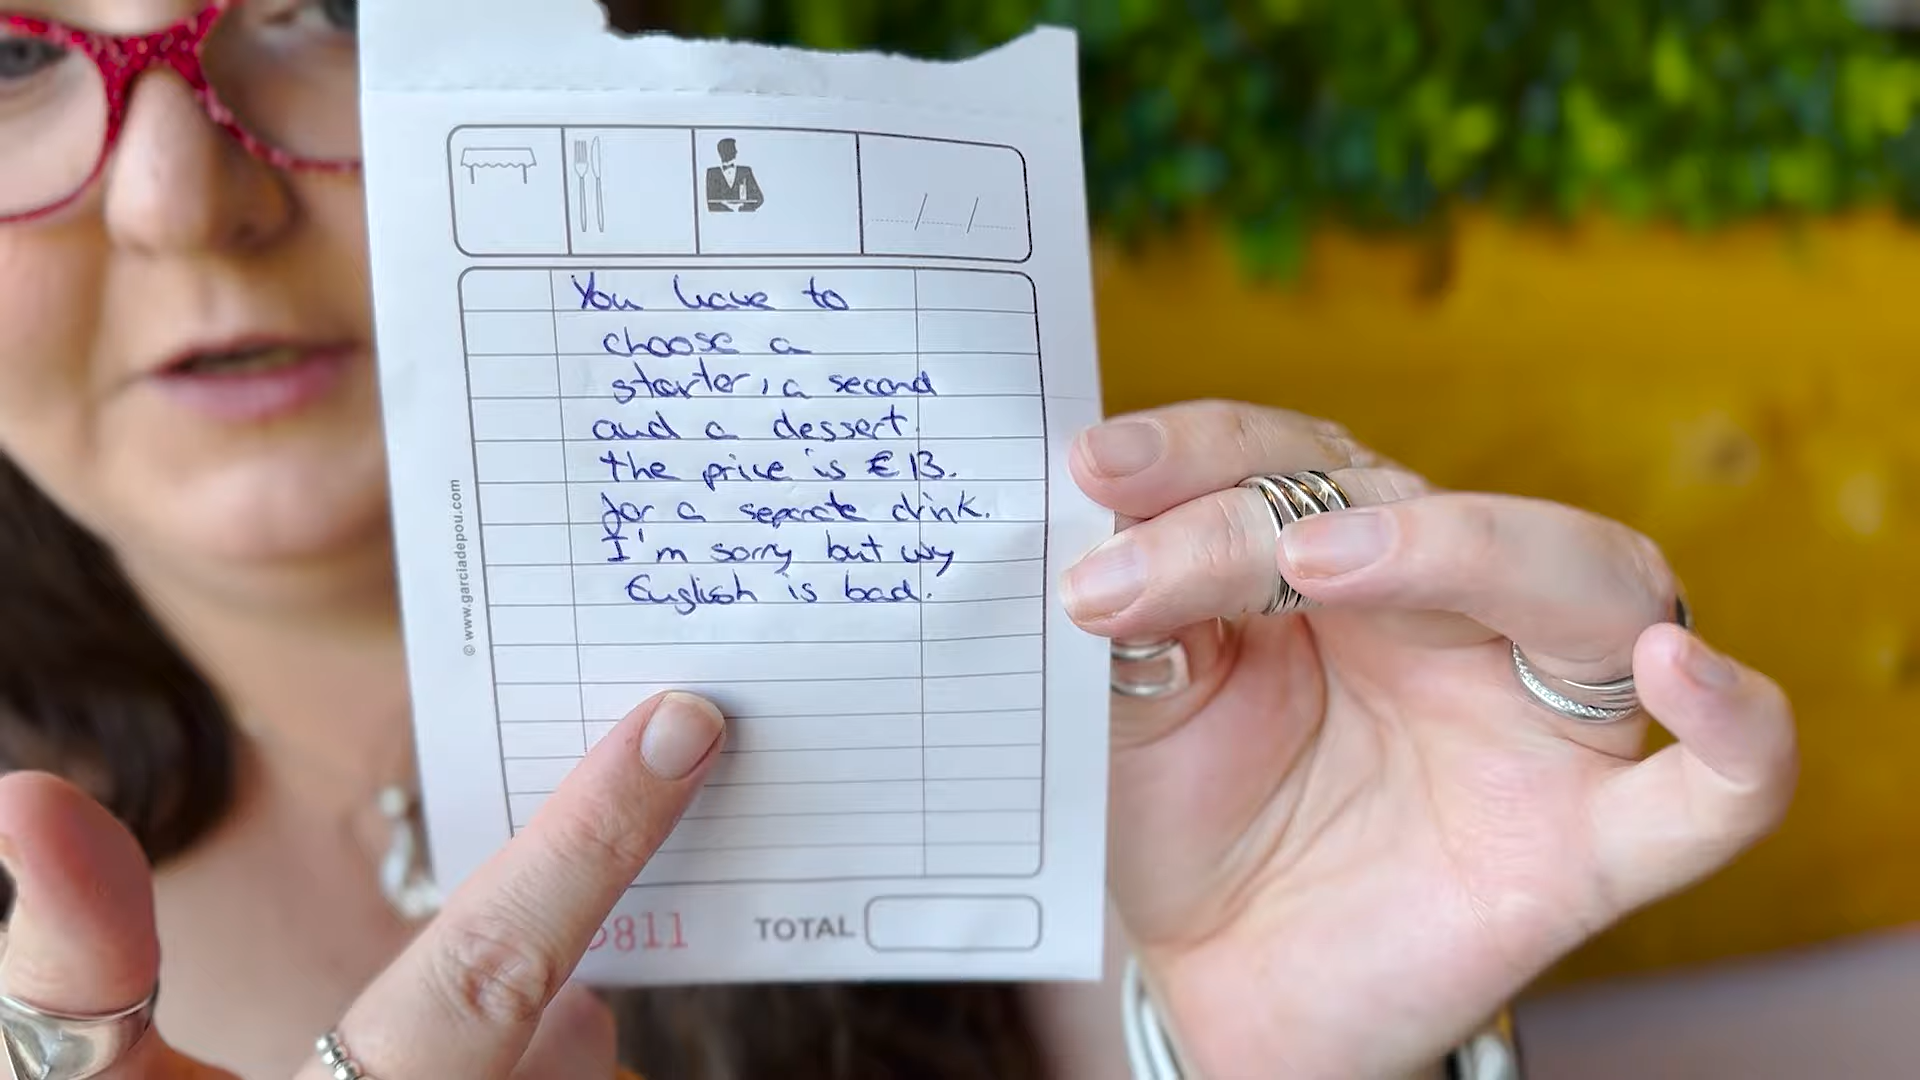 You have to
choose a
starter, a second
and a dessert.
the price is € 13.
for a separate drink.
I'm sorry but my
English is bad.
© www.garciadepou.com
811
TOTAL